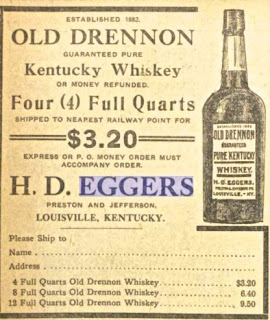 ESTABLISHED 1882.
OLD DRENNON
GUARANTEED PURE
Kentucky Whiskey
OR MONEY REFUNDED.
Four (4) Full Quarts
SHIPPED TO NEAREST RAILWAY POINT FOR
$3.20
EXPRESS OR P. O. MONEY ORDER MUST
ACCOMPANY ORDER.
H. D. EGGERS
PRESTON AND JEFFERSON,
LOUISVILLE, KENTUCKY.
OLD DRENNON
GUARANTEED
PURE KENTUCKY
WHISKEY.
H. D. EGGERS,
LOUISVILLE, KY.
Please Ship to
Name
Address
4 Full Quarts Old Drennon Whiskey $3.20
8 Full Quarts Old Drennon Whiskey 6.40
12 Full Quarts Old Drennon Whiskey 9.50